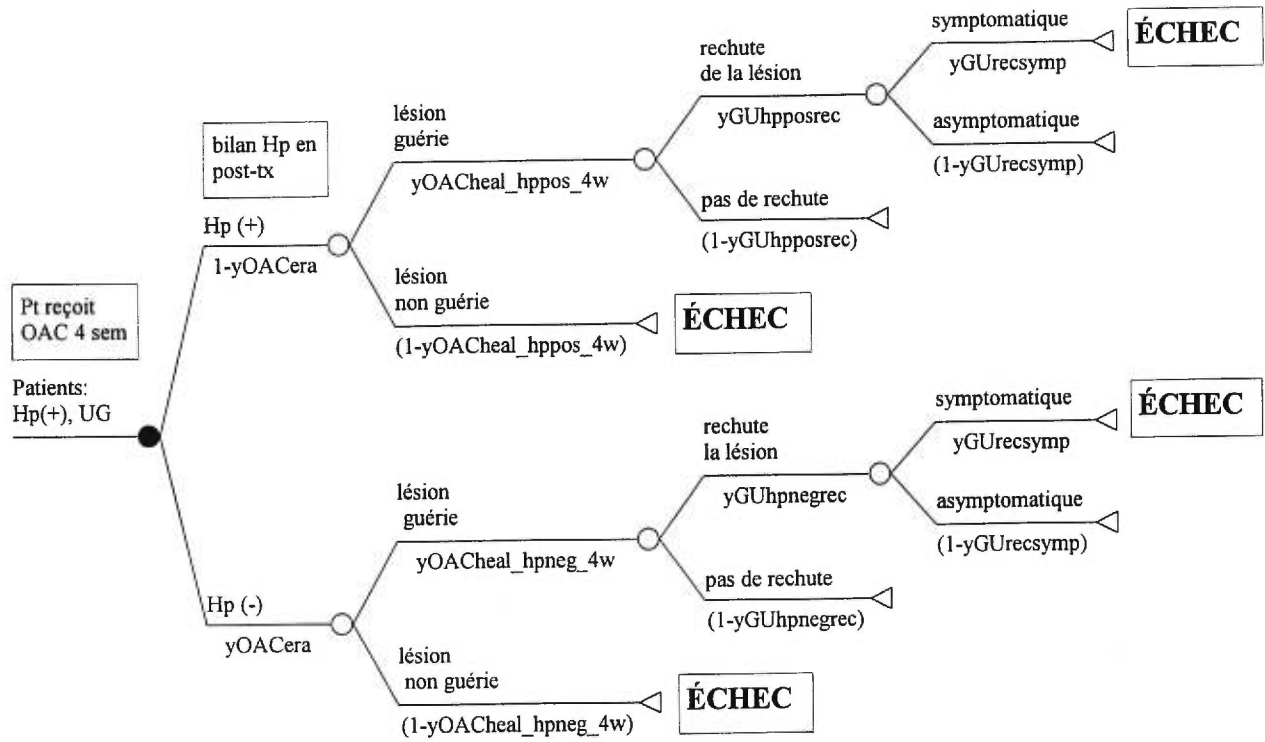 symptomatique
ÉCHEC
yGUrecsymp
rechute
de la lésion
yGUhpposrec
asymptomatique
(1-yGUrecsymp)
bilan Hp en
post-tx
lésion
guérie
yOACheal_hppos_4w
pas de rechute
(1-yGUhpposrec)
Hp (+)
1-yOACera
lésion
non guérie
ÉCHEC
(1-yOACheal_hppos_4w)
Pt reçoit
OAC 4 sem
Patients:
Hp(+), UG
symptomatique
ÉCHEC
yGUrecsymp
rechute
la lésion
yGUhpnegrec
asymptomatique
(1-yGUrecsymp)
lésion
guérie
yOACheal_hpneg_4w
pas de rechute
(1-yGUhpnegrec)
Hp (-)
yOACera
lésion
non guérie
ÉCHEC
(1-yOACheal_hpneg_4w)